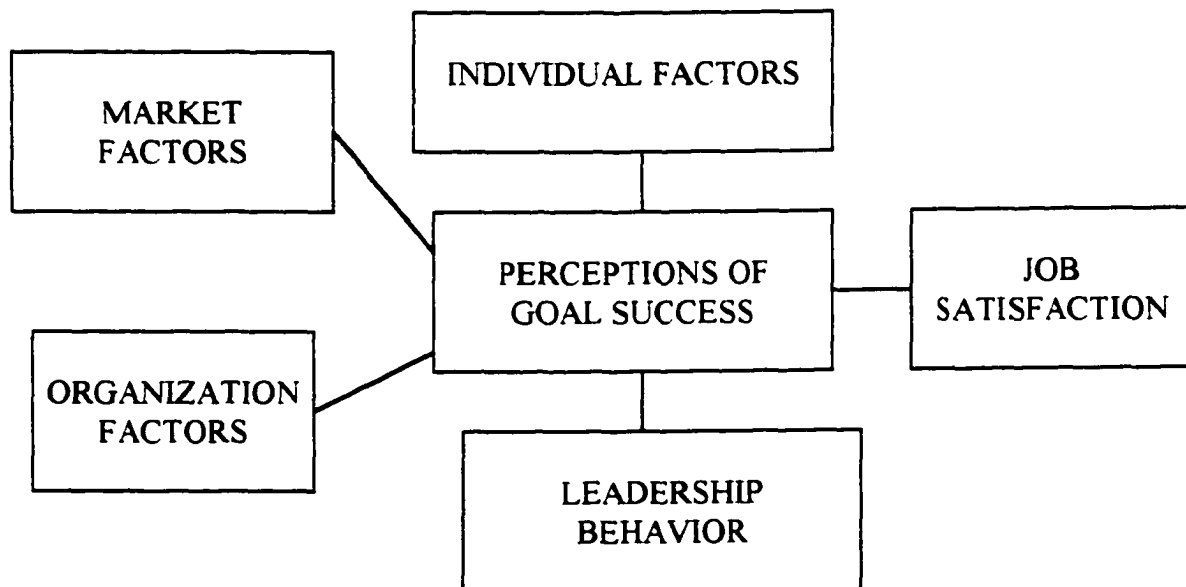 INDIVIDUAL FACTORS
MARKET
FACTORS
PERCEPTIONS OF
GOAL SUCCESS
JOB
SATISFACTION
ORGANIZATION
FACTORS
LEADERSHIP
BEHAVIOR